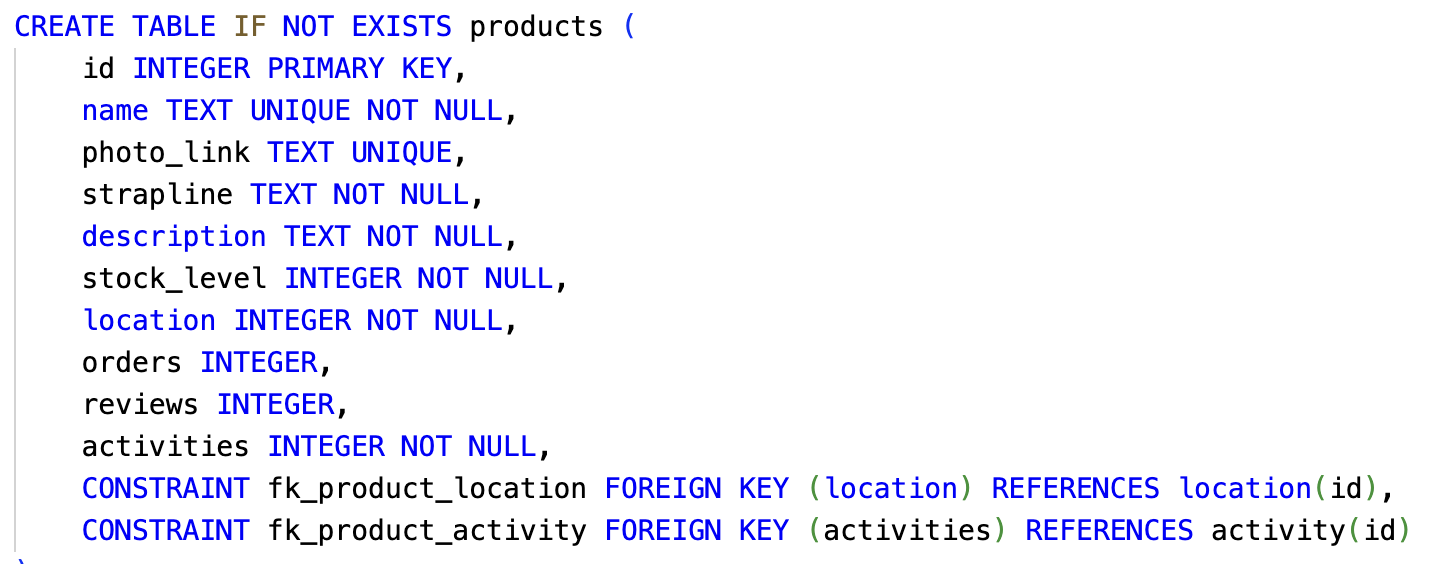 CREATE TABLE IF NOT EXISTS products (
    id INTEGER PRIMARY KEY,
    name TEXT UNIQUE NOT NULL,
    photo_link TEXT UNIQUE,
    strapline TEXT NOT NULL,
    description TEXT NOT NULL,
    stock_level INTEGER NOT NULL,
    location INTEGER NOT NULL,
    orders INTEGER,
    reviews INTEGER,
    activities INTEGER NOT NULL,
    CONSTRAINT fk_product_location FOREIGN KEY (location) REFERENCES location(id),
    CONSTRAINT fk_product_activity FOREIGN KEY (activities) REFERENCES activity(id)